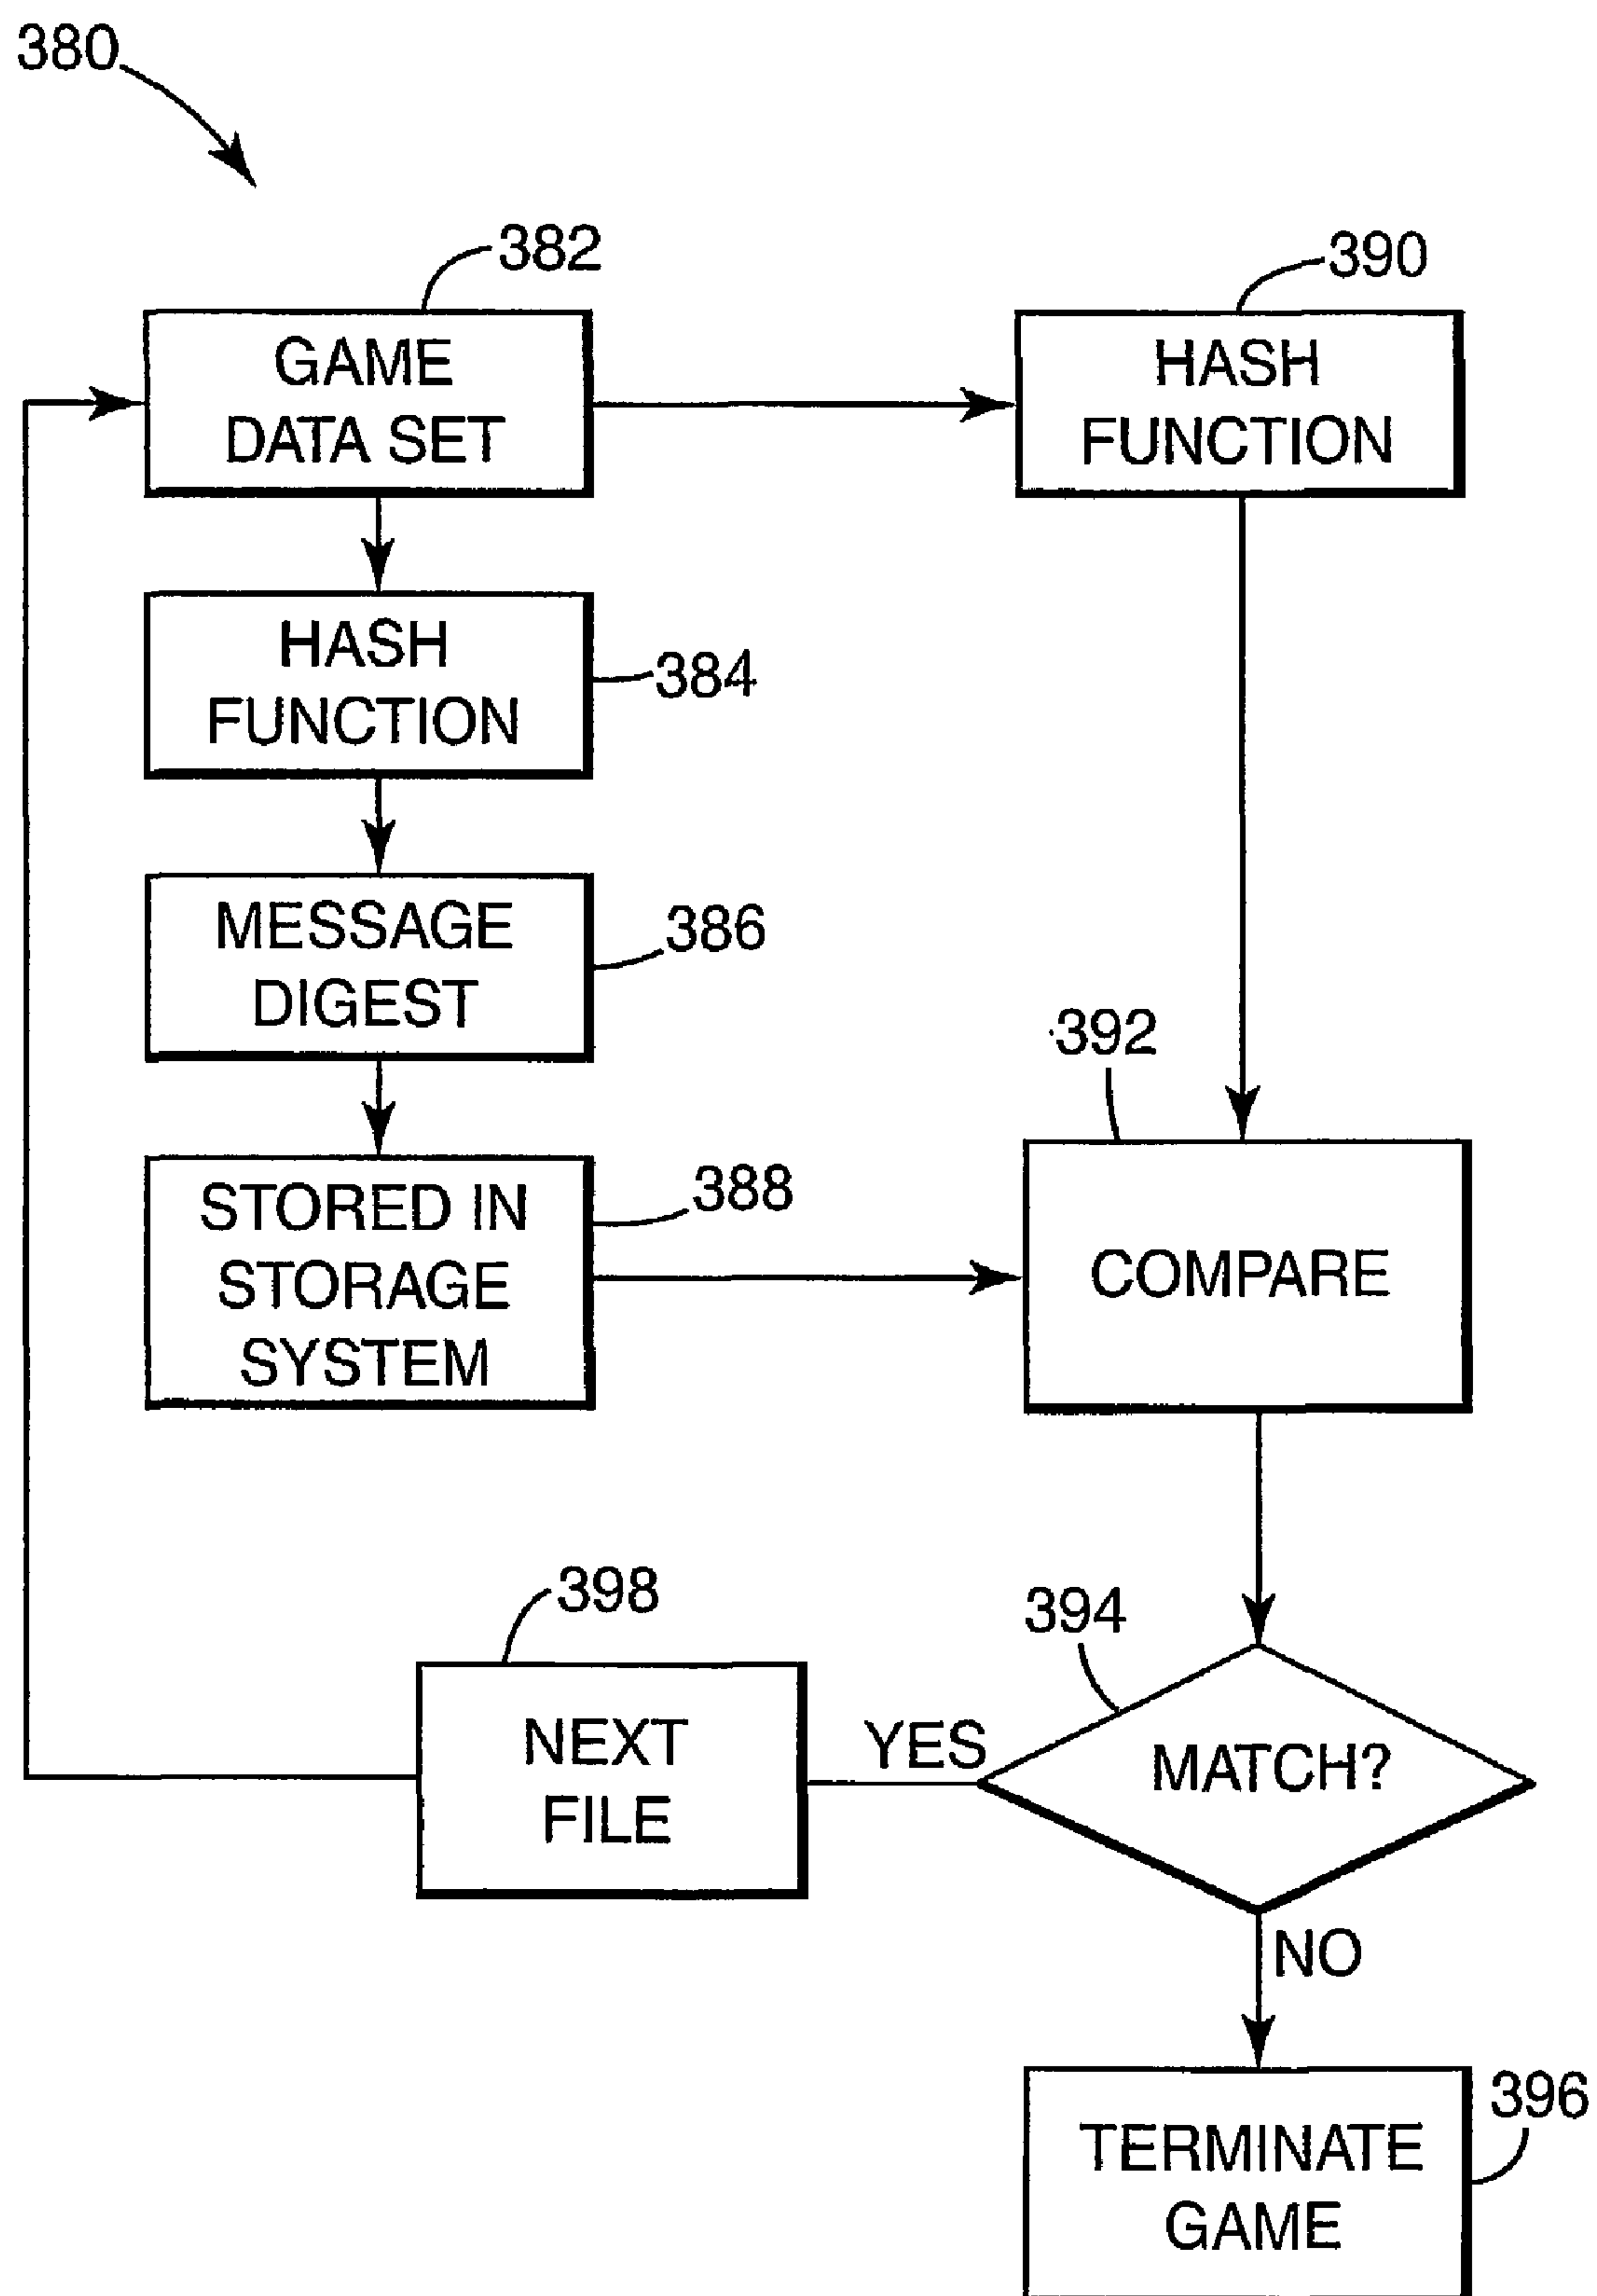 380
382
390
GAME
DATA SET
HASH
FUNCTION
HASH
FUNCTION
384
MESSAGE
DIGEST
386
392
STORED IN
STORAGE
SYSTEM
388
COMPARE
398
394
NEXT
FILE
YES
MATCH?
NO
396
TERMINATE
GAME